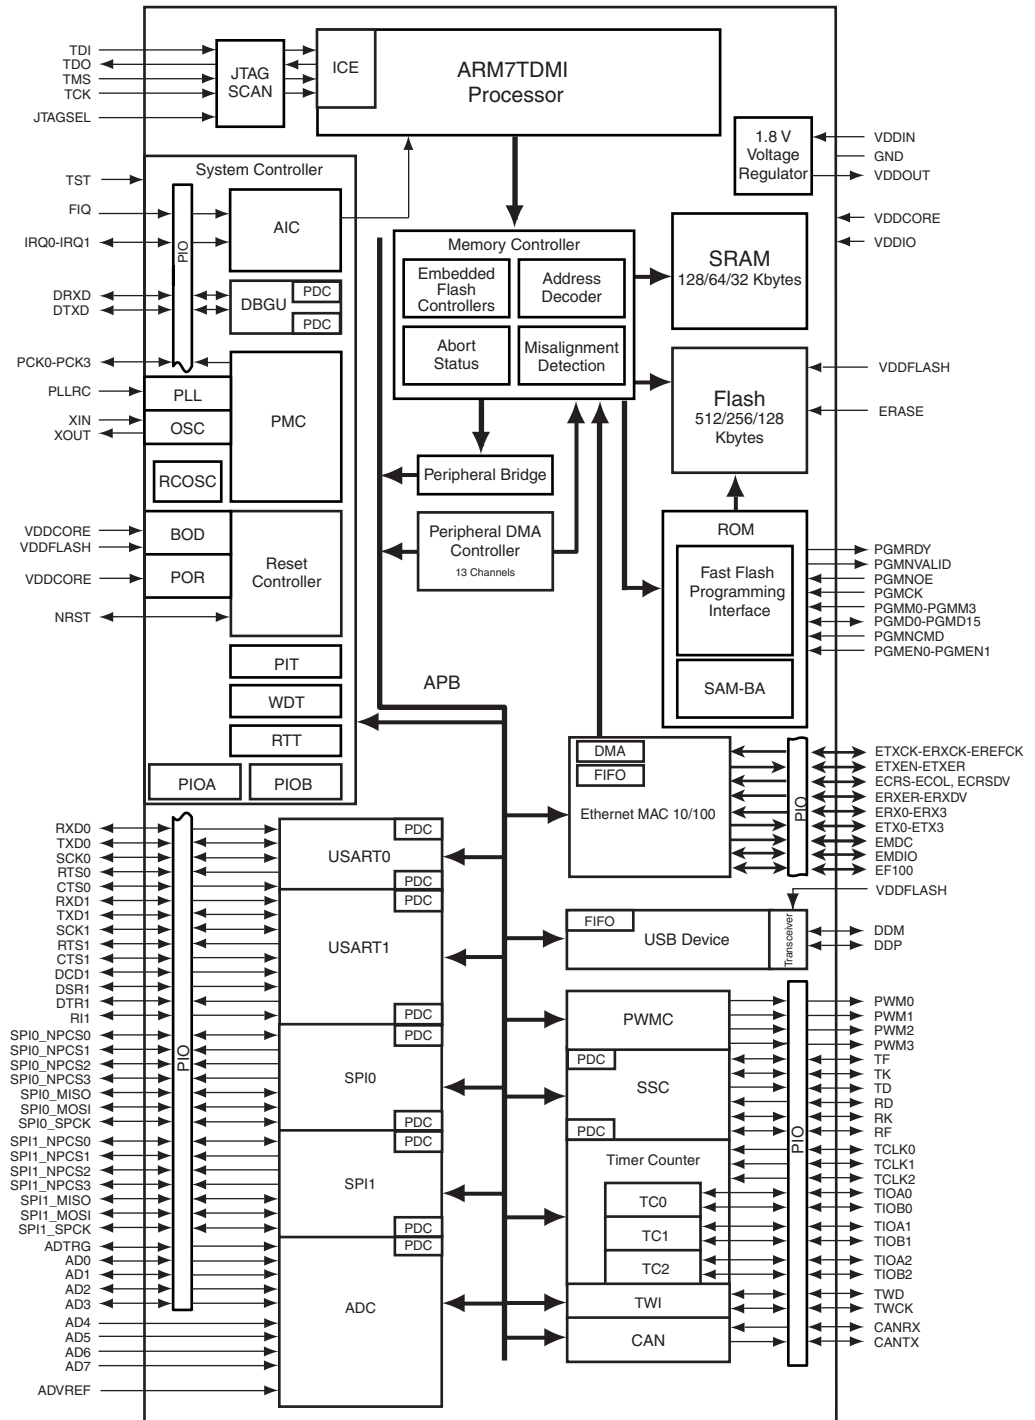 TDI
TDO
TMS
TCK
JTAGSEL
JTAG
SCAN
ICE
ARM7TDMI
Processor
1.8 V
Voltage
Regulator
VDDIN
GND
VDDOUT
VDDCORE
VDDIO
System Controller
TST
FIQ
IRQ0-IRQ1
PIO
AIC
DRXD
DTXD
DBGU
PDC
PDC
PCK0-PCK3
PLLRC
PLL
XIN
XOUT
OSC
RCOSC
PMC
VDDCORE
VDDFLASH
BOD
VDDCORE
POR
Reset
Controller
NRST
PIT
WDT
RTT
PIOA
PIOB
Memory Controller
Embedded
Flash
Controllers
Address
Decoder
Abort
Status
Misalignment
Detection
SRAM
128/64/32 Kbytes
Flash
512/256/128
Kbytes
VDDFLASH
ERASE
Peripheral Bridge
Peripheral DMA
Controller
13 Channels
ROM
Fast Flash
Programming
Interface
SAM-BA
PGMRDY
PGMNVALID
PGMNOE
PGMCK
PGMM0-PGMM3
PGMD0-PGMD15
PGMNCMD
PGMEN0-PGMEN1
APB
DMA
FIFO
Ethernet MAC 10/100
PIO
ETXCK-ERXCK-EREFCK
ETXEN-ETXER
ECRS-ECOL, ECRSDV
ERXER-ERXDV
ERX0-ERX3
ETX0-ETX3
EMDC
EMDIO
EF100
VDDFLASH
FIFO
USB Device
Transceiver
DDM
DDP
RXD0
TXD0
SCK0
RTS0
CTS0
RXD1
TXD1
SCK1
RTS1
CTS1
DCD1
DSR1
DTR1
RI1
SPI0_NPCS0
SPI0_NPCS1
SPI0_NPCS2
SPI0_NPCS3
SPI0_MISO
SPI0_MOSI
SPI0_SPCK
SPI1_NPCS0
SPI1_NPCS1
SPI1_NPCS2
SPI1_NPCS3
SPI1_MISO
SPI1_MOSI
SPI1_SPCK
ADTRG
AD0
AD1
AD2
AD3
AD4
AD5
AD6
AD7
ADVREF
PIO
PDC
USART0
PDC
PDC
USART1
PDC
PDC
SPI0
PDC
PDC
SPI1
PDC
PDC
ADC
PWMC
PDC
SSC
PDC
Timer Counter
TC0
TC1
TC2
TWI
CAN
PIO
PWM0
PWM1
PWM2
PWM3
TF
TK
TD
RD
RK
RF
TCLK0
TCLK1
TCLK2
TIOA0
TIOB0
TIOA1
TIOB1
TIOA2
TIOB2
TWD
TWCK
CANRX
CANTX